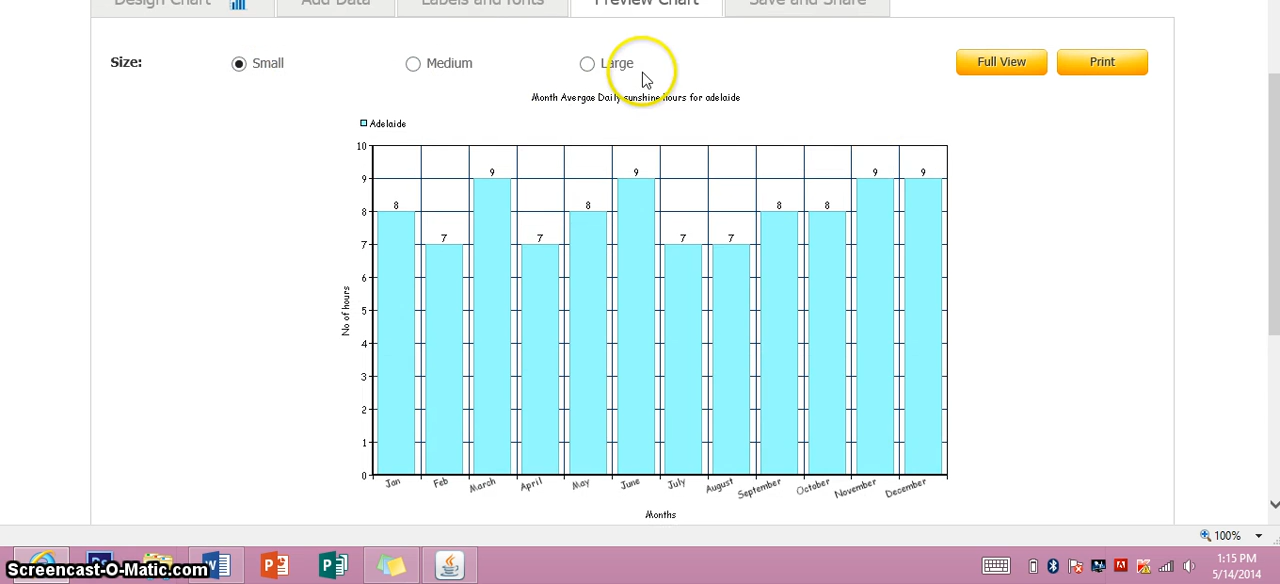 Design Chart Add Data Labels and fonts Preview Chart Save and Share
Size: Small Medium Large Full View Print
Month Avergae Daily sunshine hours for adelaide
Adelaide
10
9
8
7
6
5
4
3
2
1
0
8 7 9 7 8 9 7 7 8 8 9 9
No of hours
Jan Feb March April May June July August September October November December
Months
100%
Screencast-O-Matic.com
1:15 PM
5/14/2014